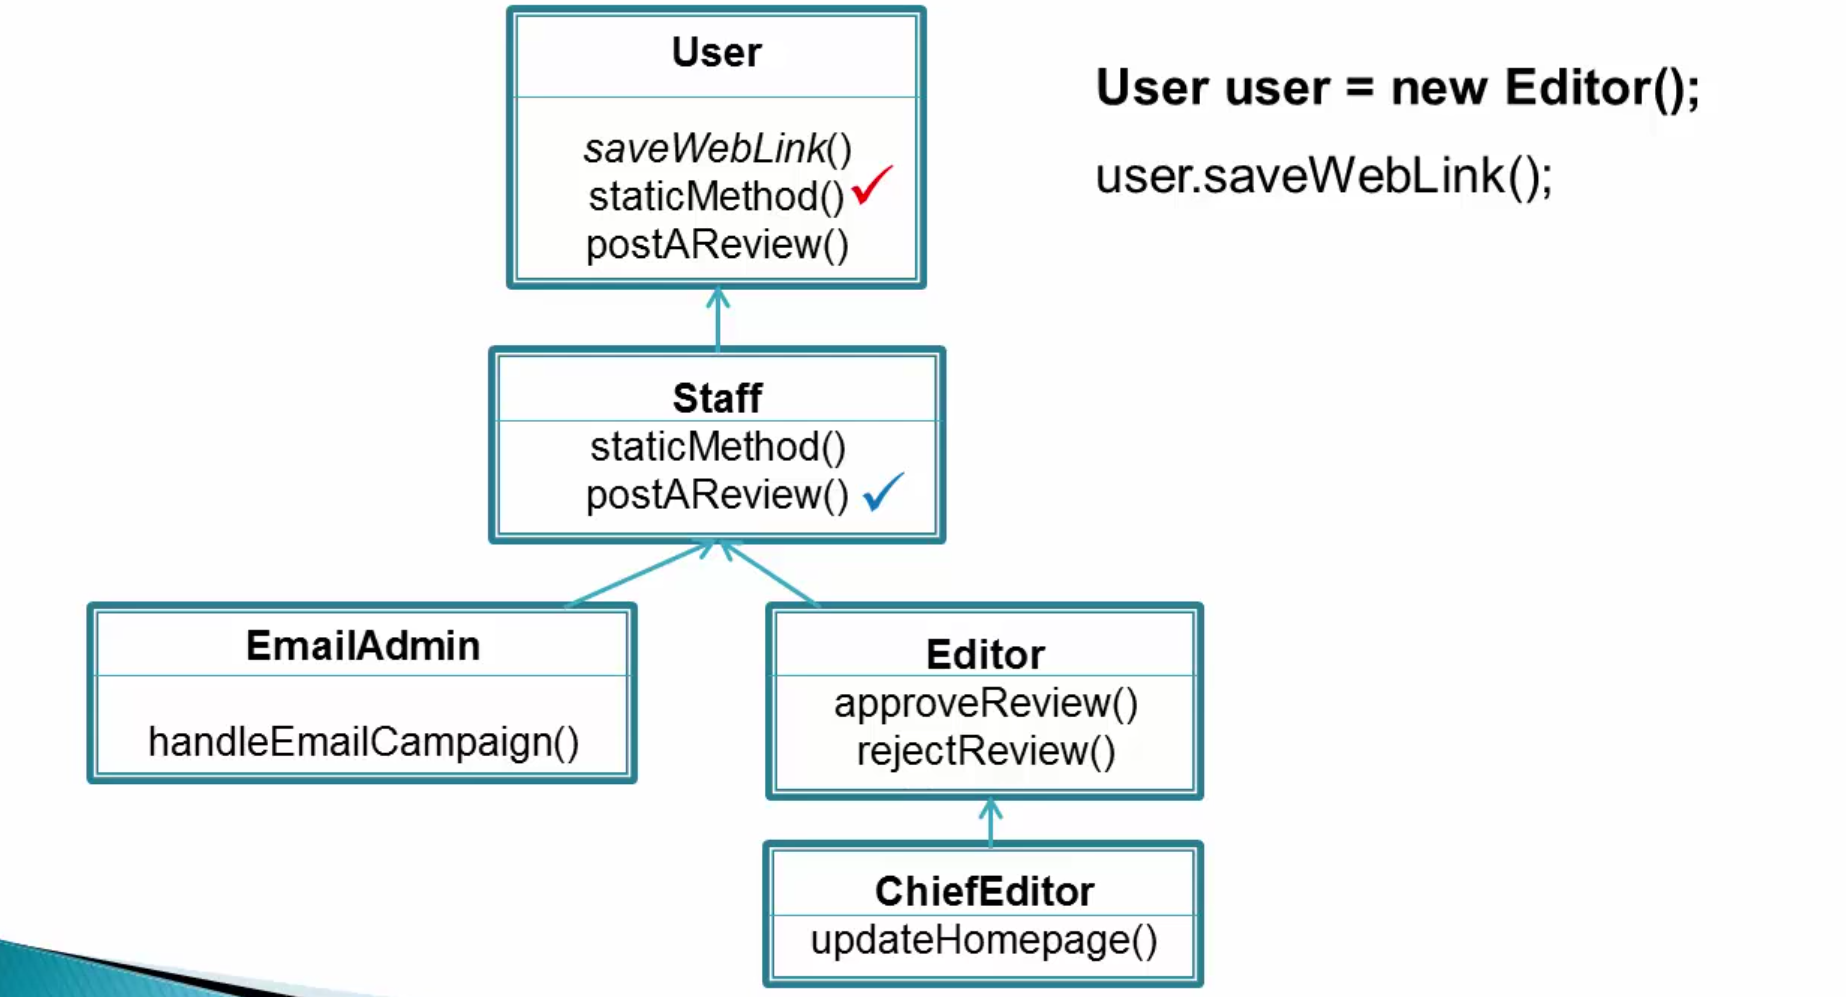 User
saveWebLink()
staticMethod()
postAReview()
User user = new Editor();
user.saveWebLink();
Staff
staticMethod()
postAReview()
EmailAdmin
handleEmailCampaign()
Editor
approveReview()
rejectReview()
ChiefEditor
updateHomepage()